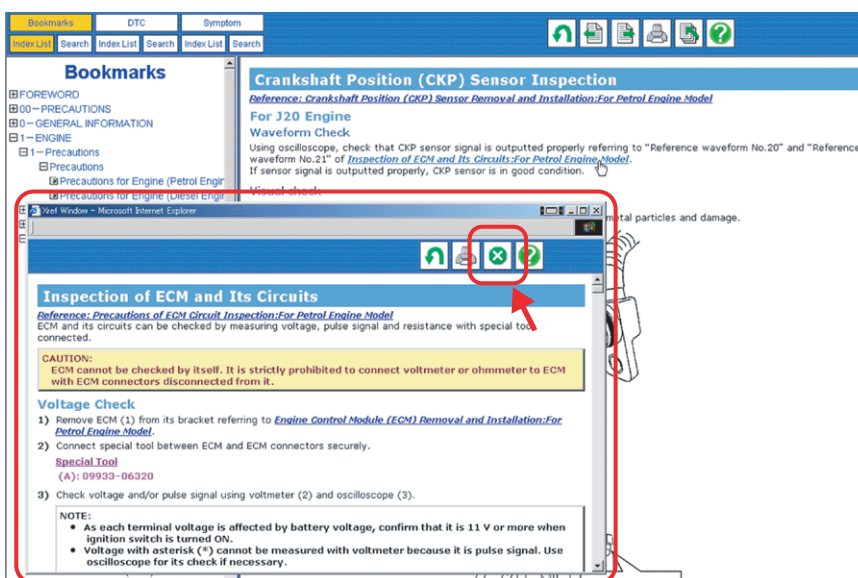 Bookmarks DTC Symptom
Index List Search Index List Search Index List Search
Bookmarks
FOREWORD
00-PRECAUTIONS
0-GENERAL INFORMATION
1-ENGINE
1-Precautions
Precautions
Precautions for Engine (Petrol Engin
Precautions for Engine (Diesel Engin
Crankshaft Position (CKP) Sensor Inspection
Reference: Crankshaft Position (CKP) Sensor Removal and Installation:For Petrol Engine Model
For J20 Engine
Waveform Check
Using oscilloscope, check that CKP sensor signal is outputted properly referring to "Reference waveform No.20" and "Reference
waveform No.21" of Inspection of ECM and Its Circuits:For Petrol Engine Model.
If sensor signal is outputted properly, CKP sensor is in good condition.
Visual check
metal particles and damage.
Xref Window - Microsoft Internet Explorer
Inspection of ECM and Its Circuits
Reference: Precautions of ECM Circuit Inspection:For Petrol Engine Model
ECM and its circuits can be checked by measuring voltage, pulse signal and resistance with special tool
connected.
CAUTION:
ECM cannot be checked by itself. It is strictly prohibited to connect voltmeter or ohmmeter to ECM
with ECM connectors disconnected from it.
Voltage Check
1) Remove ECM (1) from its bracket referring to Engine Control Module (ECM) Removal and Installation:For
Petrol Engine Model.
2) Connect special tool between ECM and ECM connectors securely.
Special Tool
(A): 09933-06320
3) Check voltage and/or pulse signal using voltmeter (2) and oscilloscope (3).
NOTE:
• As each terminal voltage is affected by battery voltage, confirm that it is 11 V or more when
ignition switch is turned ON.
• Voltage with asterisk (*) cannot be measured with voltmeter because it is pulse signal. Use
oscilloscope for its check if necessary.